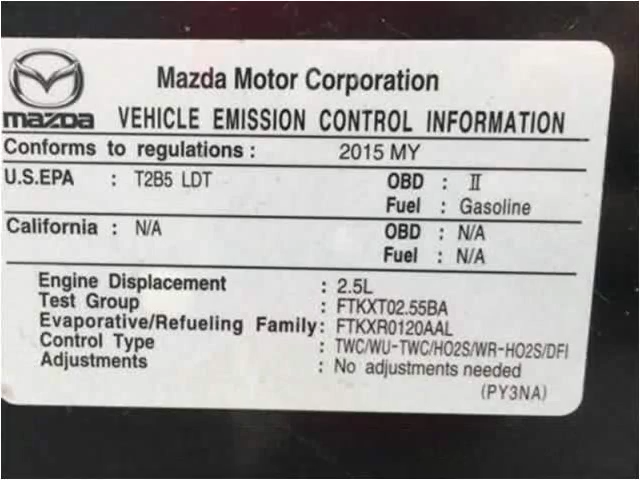 Mazda Motor Corporation
mazda VEHICLE EMISSION CONTROL INFORMATION
Conforms to regulations : 2015 MY
U.S.EPA : T2B5 LDT OBD : II
Fuel : Gasoline
California : N/A OBD : N/A
Fuel : N/A
Engine Displacement : 2.5L
Test Group : FTKXT02.55BA
Evaporative/Refueling Family: FTKXR0120AAL
Control Type : TWC/WU-TWC/HO2S/WR-HO2S/DFI
Adjustments : No adjustments needed
(PY3NA)